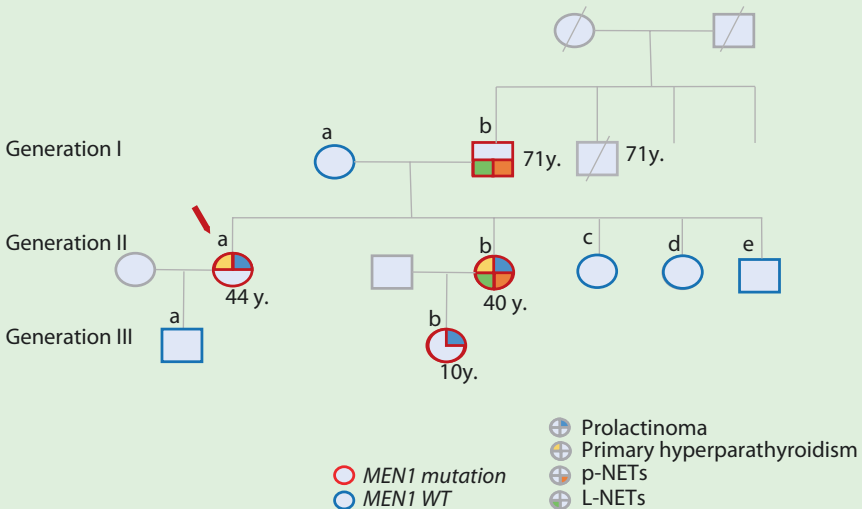 Generation I
a
b
71y.
71y.
Generation II
a
b
c
d
e
44 y.
40 y.
Generation III
a
b
10y.
MEN1 mutation
MEN1 WT
Prolactinoma
Primary hyperparathyroidism
p-NETs
L-NETs